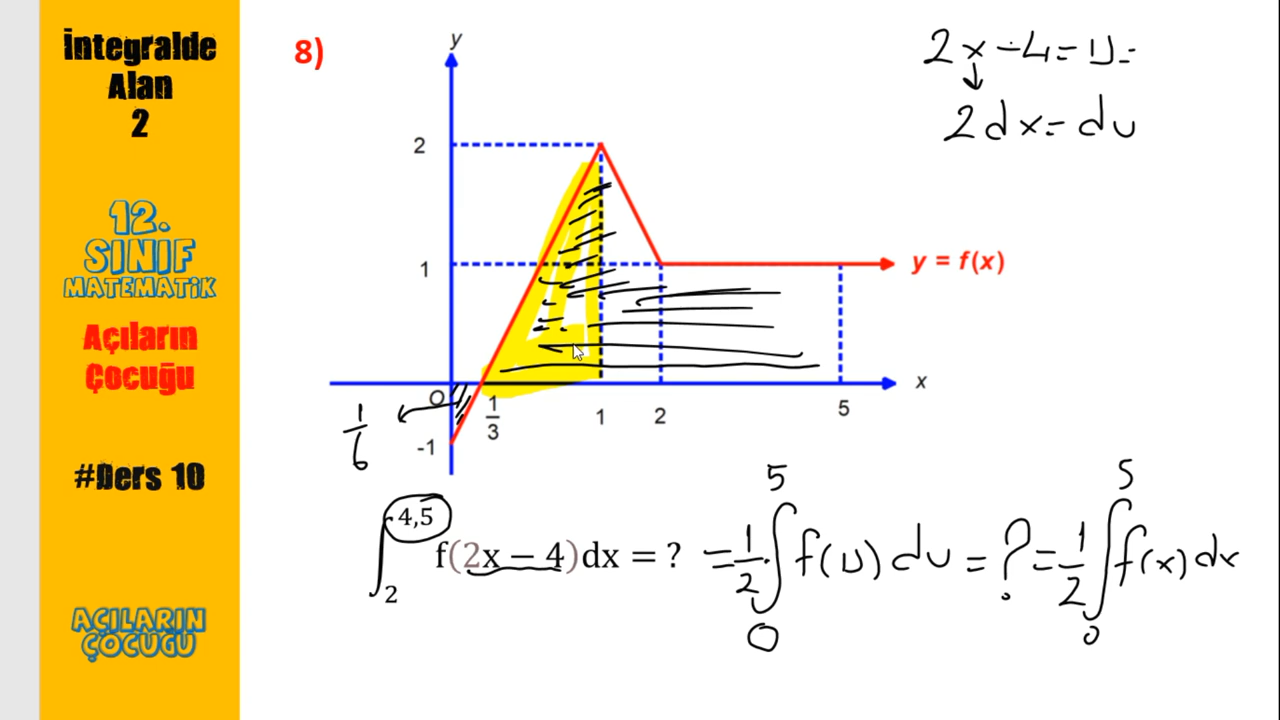 İntegralde
Alan
2
12.
SINIF
MATEMATİK
Açıların
Çocuğu
#Ders 10
AÇILARIN
ÇOCUĞU
8)
y
2
1
O
-1
1/3
1
2
5
x
y = f(x)
1/6
2x-4=U=
2dx=du
∫₂^4,5 f(2x − 4)dx = ? = 1/2 · ∫₀^5 f(U) du = ? = 1/2 ∫₀^5 f(x) dx